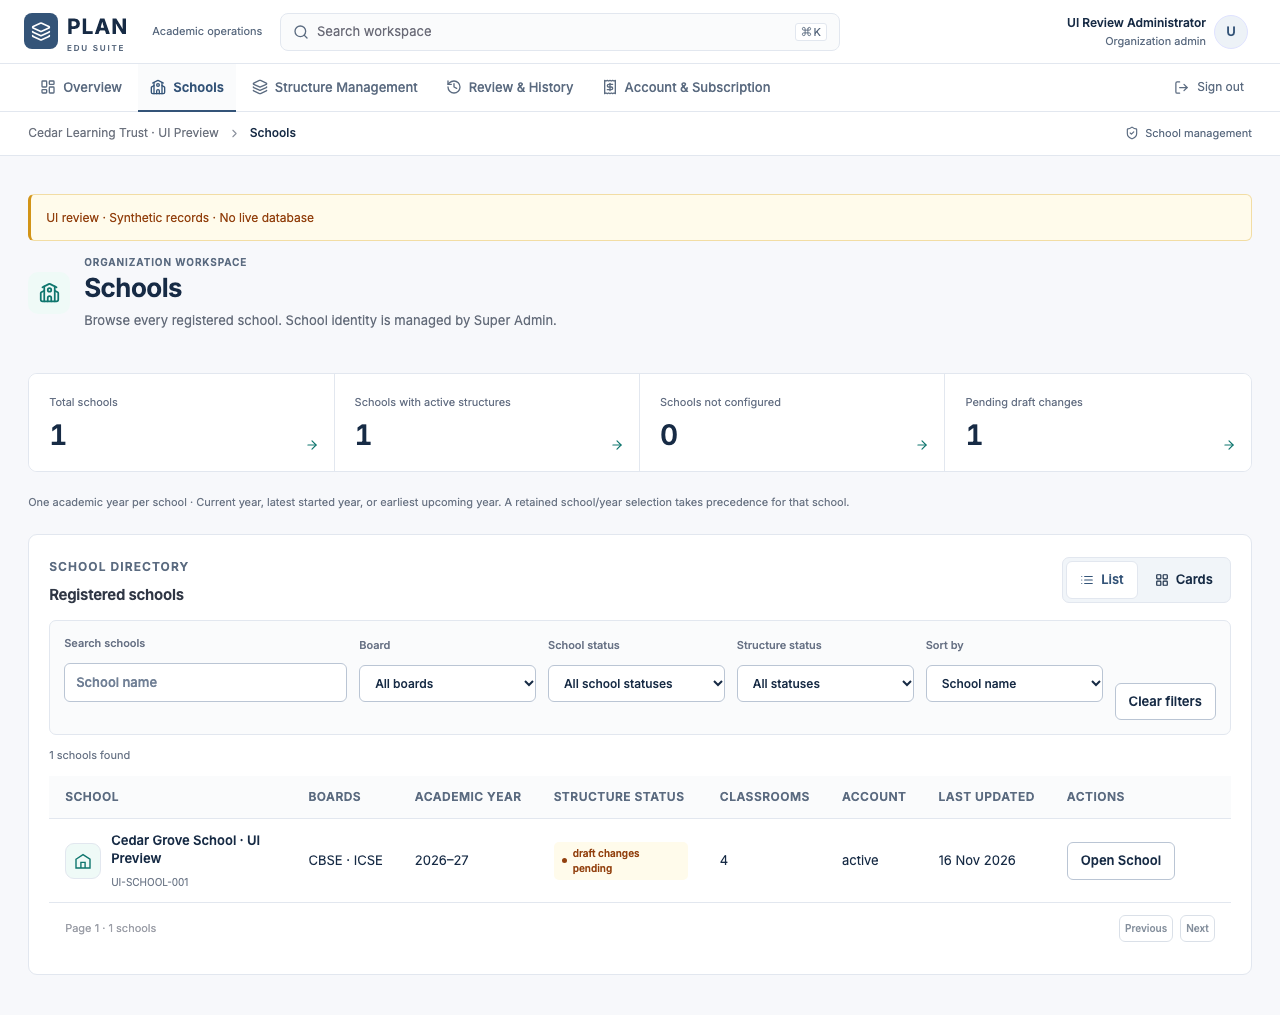 PLAN
EDU SUITE
Academic operations
Search workspace
⌘ K
UI Review Administrator
Organization admin
U
Overview
Schools
Structure Management
Review & History
Account & Subscription
Sign out
Cedar Learning Trust · UI Preview
Schools
School management
UI review · Synthetic records · No live database
ORGANIZATION WORKSPACE
Schools
Browse every registered school. School identity is managed by Super Admin.
Total schools
1
Schools with active structures
1
Schools not configured
0
Pending draft changes
1
One academic year per school · Current year, latest started year, or earliest upcoming year. A retained school/year selection takes precedence for that school.
SCHOOL DIRECTORY
Registered schools
List
Cards
Search schools
School name
Board
All boards
School status
All school statuses
Structure status
All statuses
Sort by
School name
Clear filters
1 schools found
SCHOOL BOARDS ACADEMIC YEAR STRUCTURE STATUS CLASSROOMS ACCOUNT LAST UPDATED ACTIONS
Cedar Grove School · UI
Preview
UI-SCHOOL-001
CBSE · ICSE
2026–27
draft changes
pending
4
active
16 Nov 2026
Open School
Page 1 · 1 schools
Previous
Next